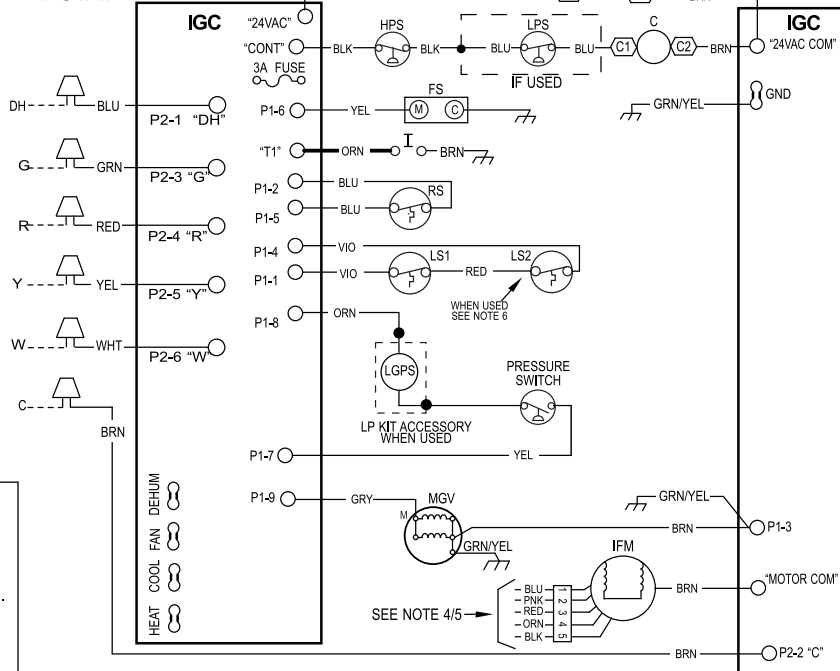 IGC
"24VAC"
"CONT"
BLK
HPS
BLK
BLU
LPS
BLU
IF USED
C1
C
C2
BRN
IGC
"24VAC COM"
3A FUSE
GND
GRN/YEL
DH
BLU
P2-1 "DH"
P1-6
YEL
FS
M
C
G
GRN
P2-3 "G"
"T1"
ORN
I
BRN
P1-2
BLU
RS
P1-5
BLU
R
RED
P2-4 "R"
P1-4
VIO
P1-1
VIO
LS1
RED
LS2
WHEN USED
SEE NOTE 6
Y
YEL
P2-5 "Y"
P1-8
ORN
W
WHT
P2-6 "W"
LGPS
LP KIT ACCESSORY
WHEN USED
PRESSURE
SWITCH
C
BRN
P1-7
YEL
P1-9
GRY
MGV
M
GRN/YEL
GRN/YEL
BRN
P1-3
DEHUM
FAN
COOL
HEAT
SEE NOTE 4/5
BLU 1
PNK 2
RED 3
ORN 4
BLK 5
IFM
BRN
"MOTOR COM"
BRN
P2-2 "C"